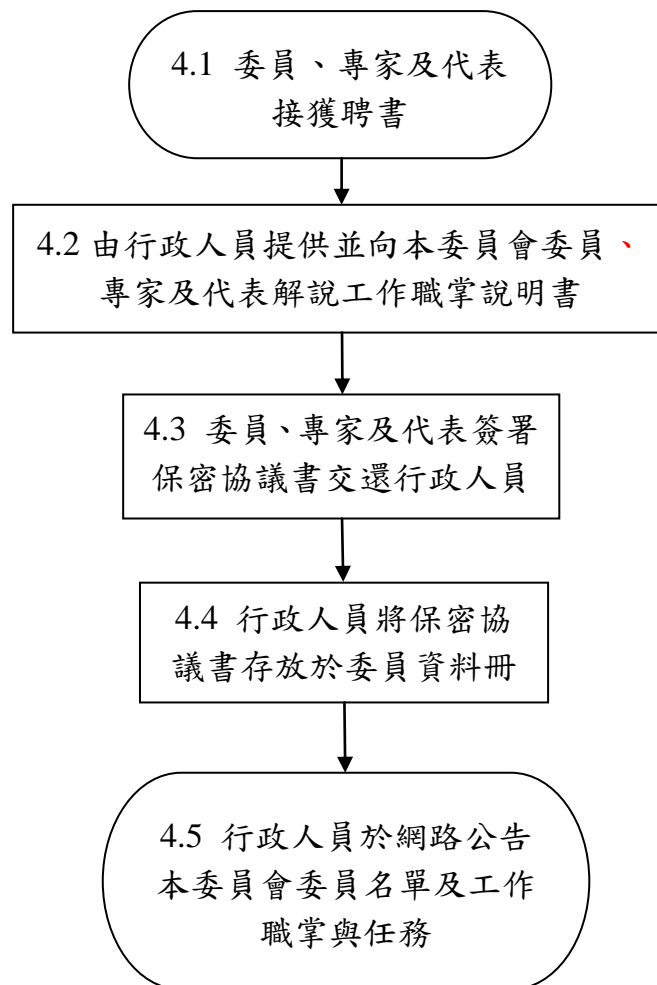 4.1 委員、專家及代表
接獲聘書
4.2 由行政人員提供並向本委員會委員、
專家及代表解說工作職掌說明書
4.3 委員、專家及代表簽署
保密協議書交還行政人員
4.4 行政人員將保密協
議書存放於委員資料冊
4.5 行政人員於網路公告
本委員會委員名單及工作
職掌與任務